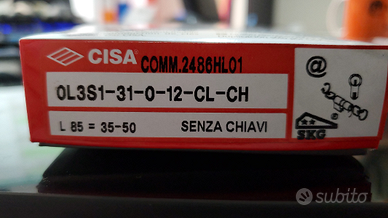 CISA
COMM.2486HL01
OL3S1-31-0-12-CL-CH
L 85 = 35-50 SENZA CHIAVI
@
SKG
subito